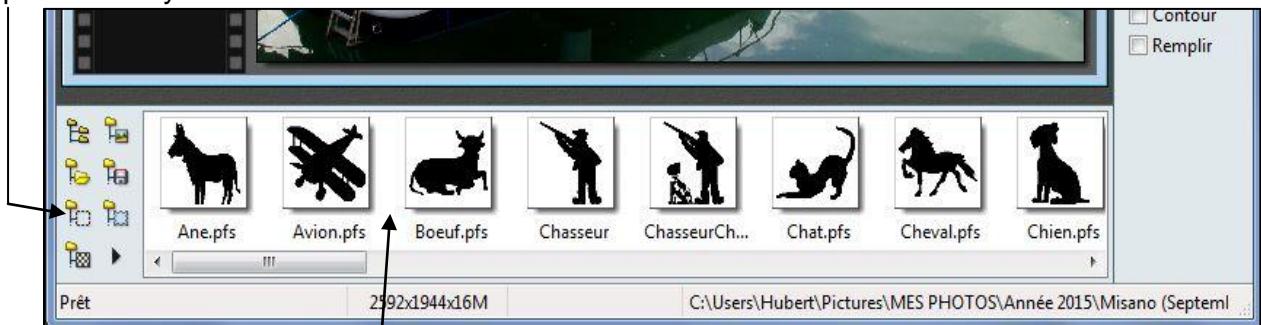 Contour
Remplir
Ane.pfs Avion.pfs Boeuf.pfs Chasseur ChasseurCh... Chat.pfs Cheval.pfs Chien.pfs
Prêt 2592x1944x16M C:\Users\Hubert\Pictures\MES PHOTOS\Année 2015\Misano (Septeml